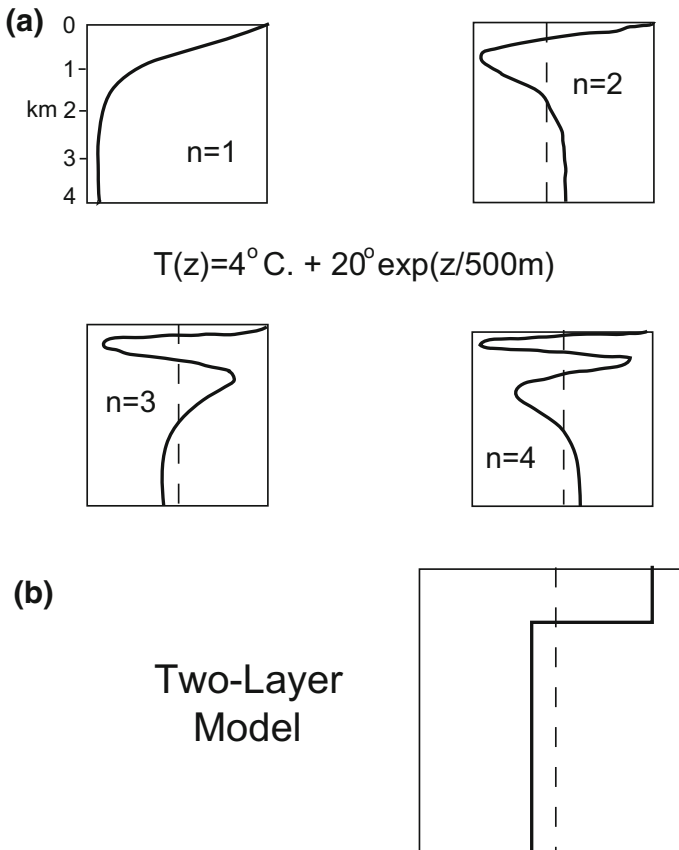 (a)
0
1
km 2
3
4
n=1
n=2
T(z)=4° C. + 20° exp(z/500m)
n=3
n=4
(b)
Two-Layer
Model